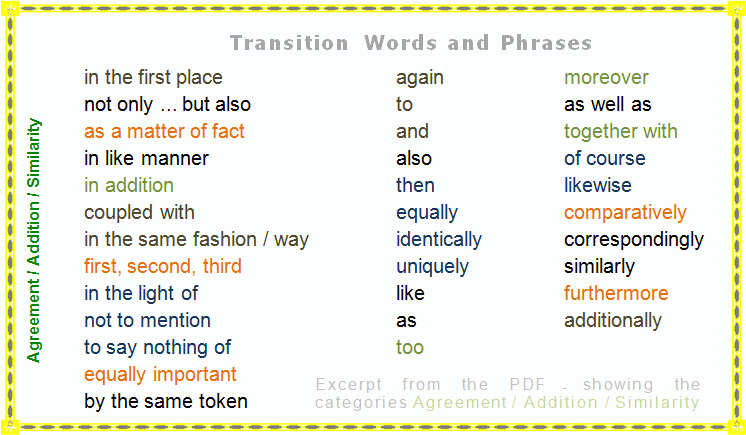 Transition Words and Phrases
Agreement / Addition / Similarity
in the first place
not only ... but also
as a matter of fact
in like manner
in addition
coupled with
in the same fashion / way
first, second, third
in the light of
not to mention
to say nothing of
equally important
by the same token
again
to
and
also
then
equally
identically
uniquely
like
as
too
moreover
as well as
together with
of course
likewise
comparatively
correspondingly
similarly
furthermore
additionally
Excerpt from the PDF - showing the
categories Agreement / Addition / Similarity